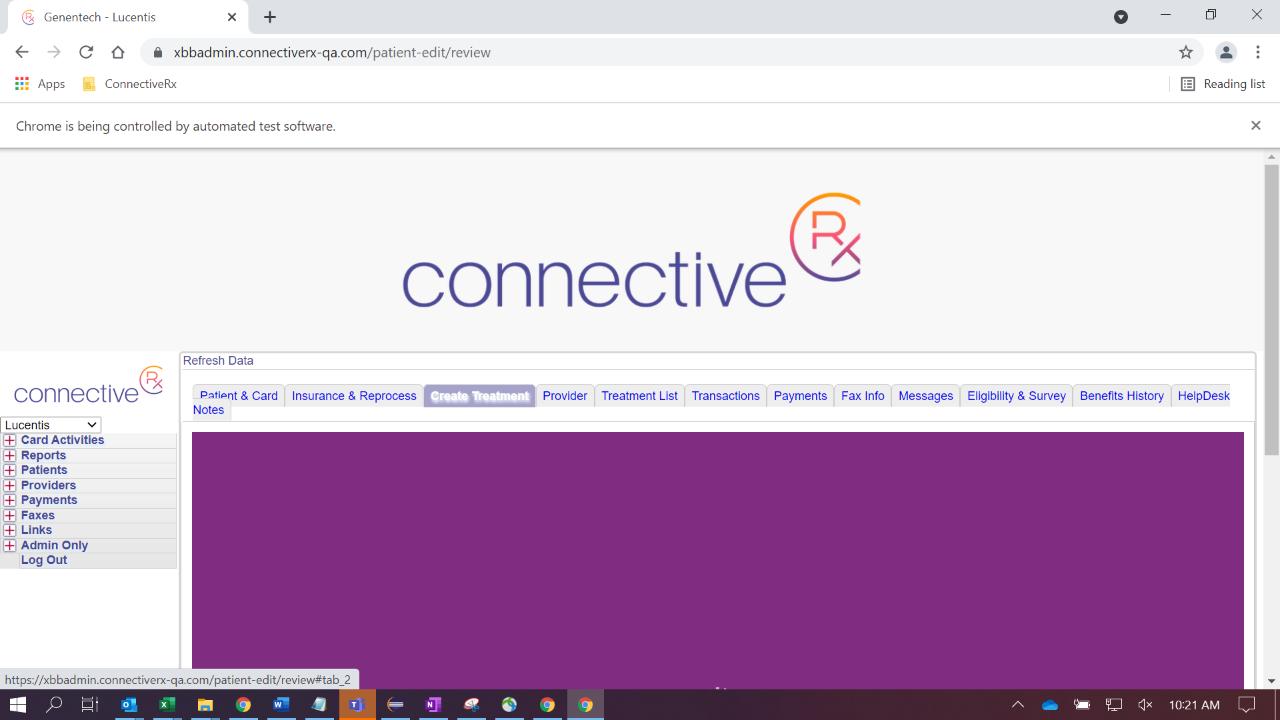 Genentech - Lucentis
xbbadmin.connectiverx-qa.com/patient-edit/review
Apps
ConnectiveRx
Reading list
Chrome is being controlled by automated test software.
connective Rx
connective Rx
Lucentis
Card Activities
Reports
Patients
Providers
Payments
Faxes
Links
Admin Only
Log Out
Refresh Data
Patient & Card Insurance & Reprocess Create Treatment Provider Treatment List Transactions Payments Fax Info Messages Eligibility & Survey Benefits History HelpDesk
Notes
https://xbbadmin.connectiverx-qa.com/patient-edit/review#tab_2
10:21 AM